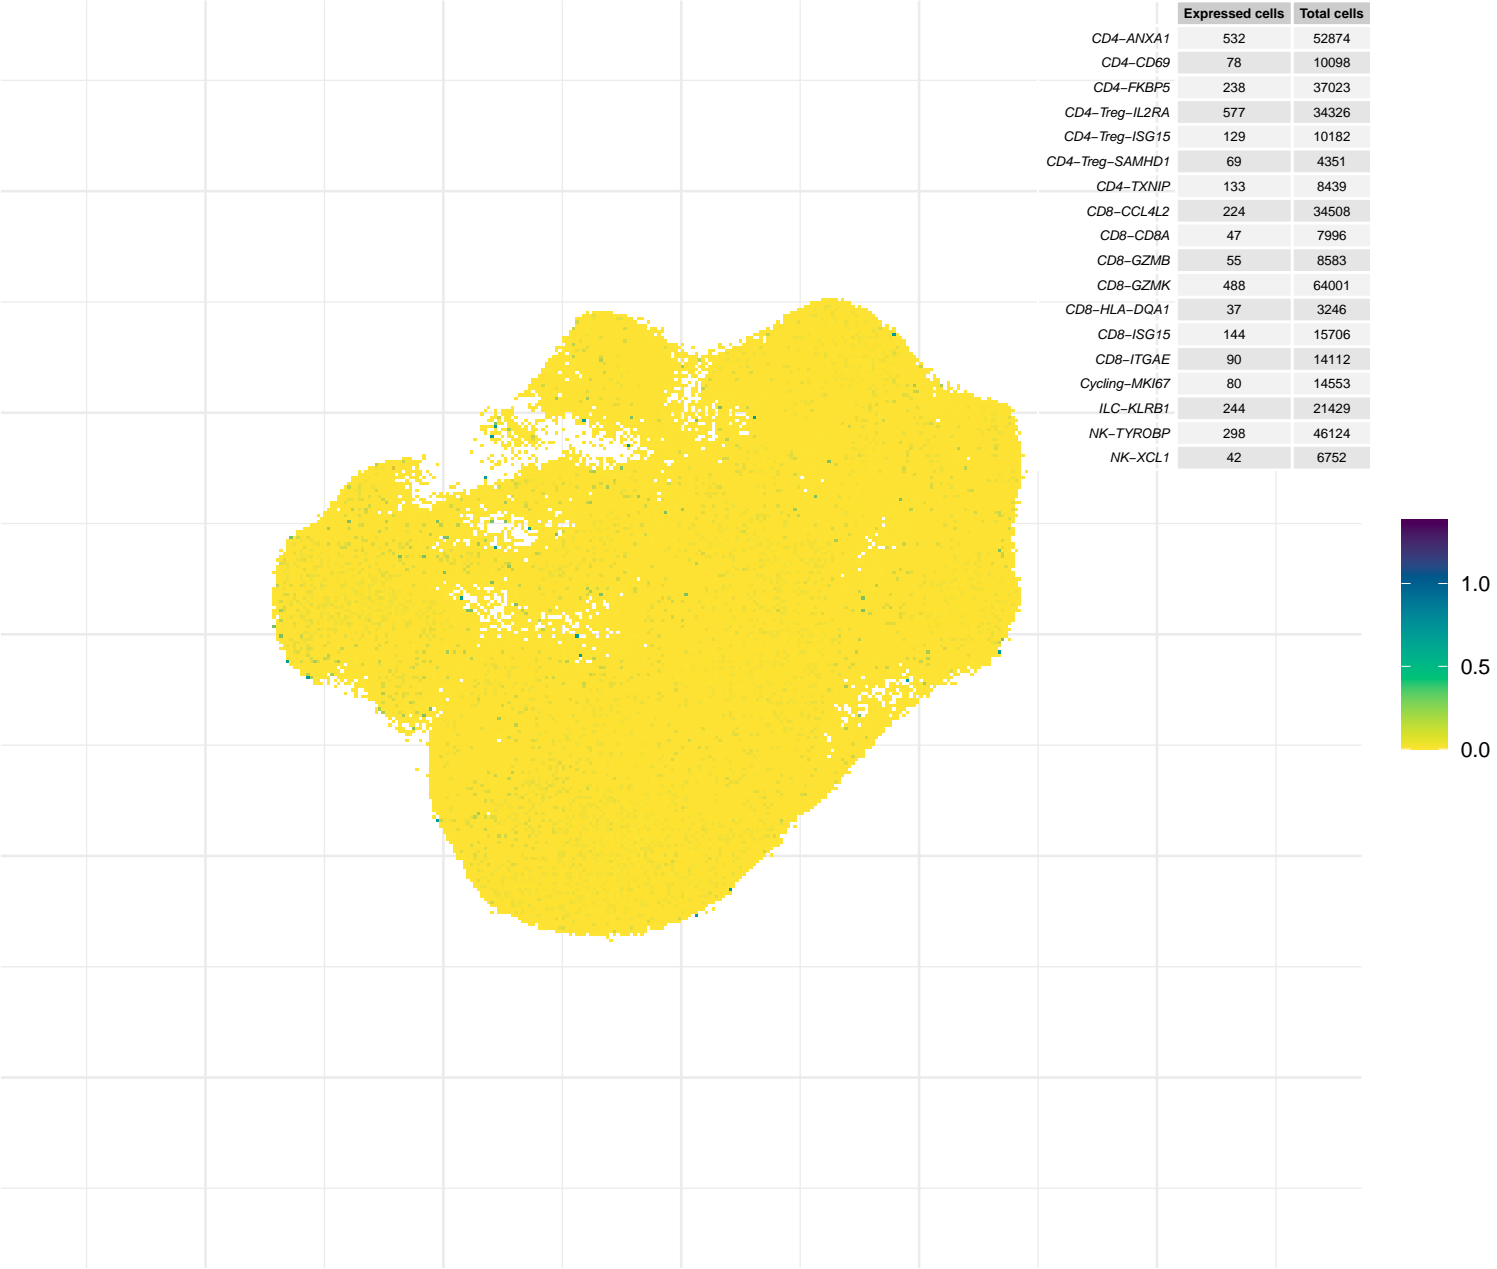 Expressed cells Total cells
CD4−ANXA1 532 52874
CD4−CD69 78 10098
CD4−FKBP5 238 37023
CD4−Treg−IL2RA 577 34326
CD4−Treg−ISG15 129 10182
CD4−Treg−SAMHD1 69 4351
CD4−TXNIP 133 8439
CD8−CCL4L2 224 34508
CD8−CD8A 47 7996
CD8−GZMB 55 8583
CD8−GZMK 488 64001
CD8−HLA−DQA1 37 3246
CD8−ISG15 144 15706
CD8−ITGAE 90 14112
Cycling−MKI67 80 14553
ILC−KLRB1 244 21429
NK−TYROBP 298 46124
NK−XCL1 42 6752
1.0
0.5
0.0